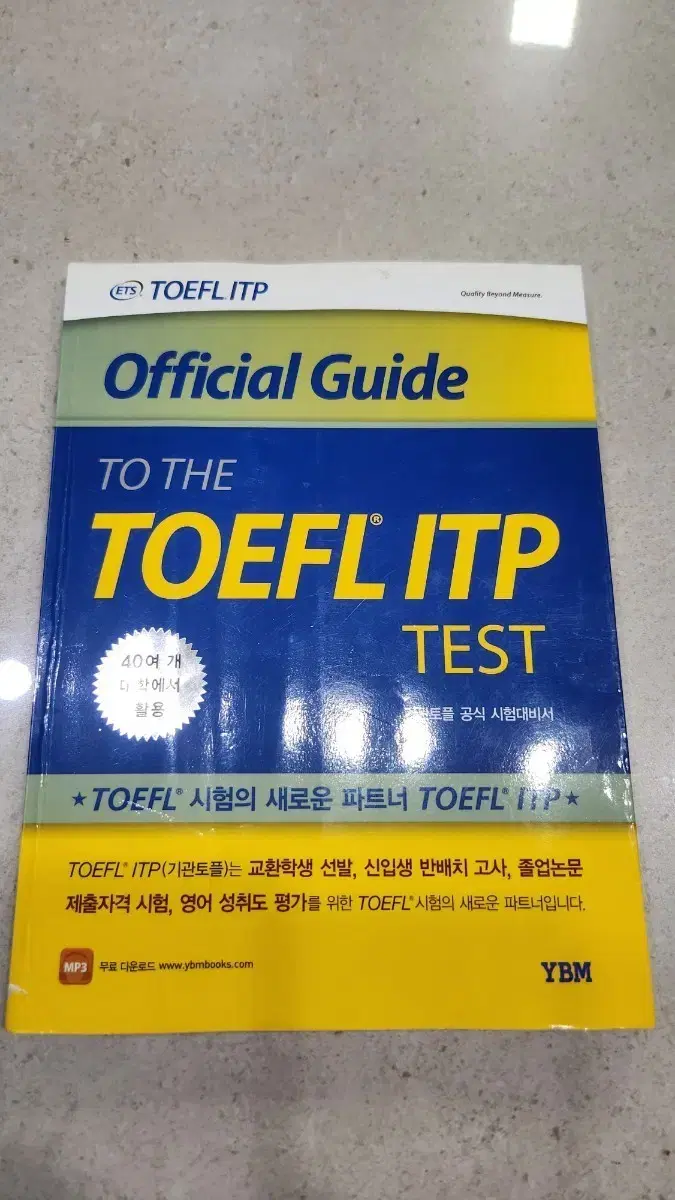 ETS TOEFL ITP
Quality Beyond Measure.
Official Guide
TO THE
TOEFL® ITP
TEST
40여 개
대학에서
활용
공식 시험대비서
★TOEFL® 시험의 새로운 파트너 TOEFL® ITP★
TOEFL® ITP(기관토플)는 교환학생 선발, 신입생 반배치 고사, 졸업논문
제출자격 시험, 영어 성취도 평가를 위한 TOEFL® 시험의 새로운 파트너입니다.
MP3 무료 다운로드 www.ybmbooks.com
YBM